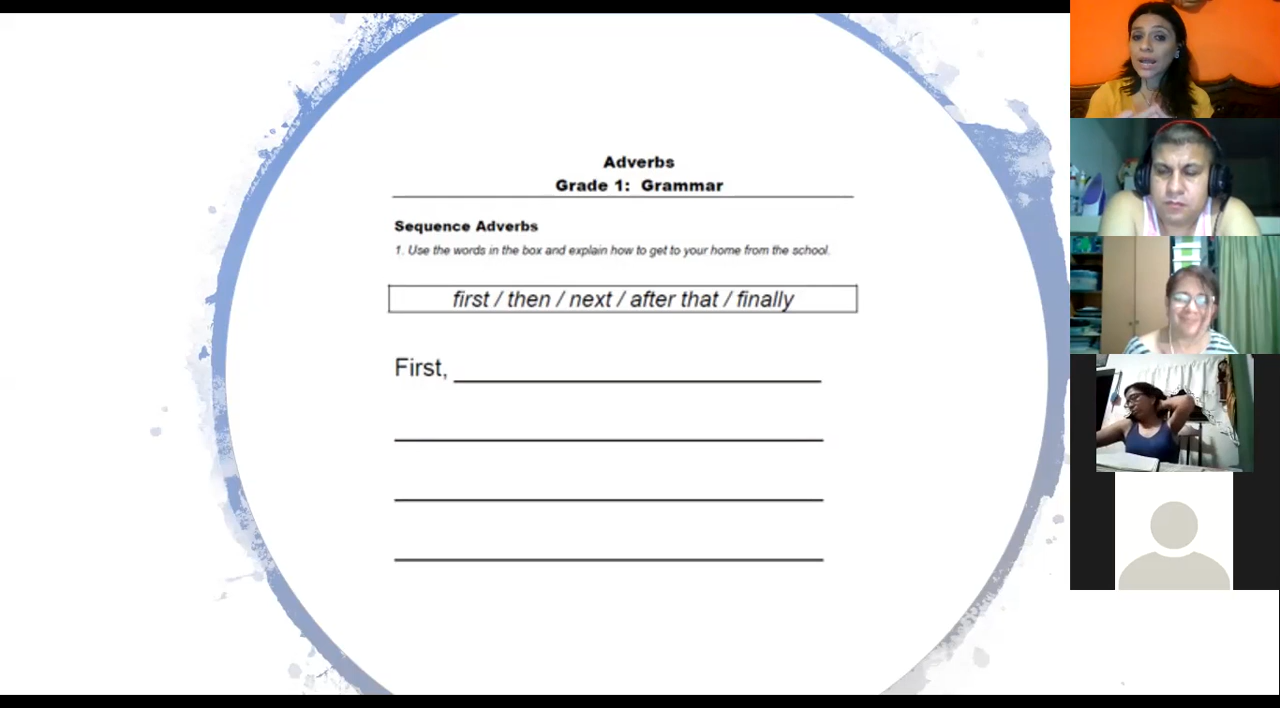 Adverbs
Grade 1: Grammar
Sequence Adverbs
1. Use the words in the box and explain how to get to your home from the school.
first / then / next / after that / finally
First,